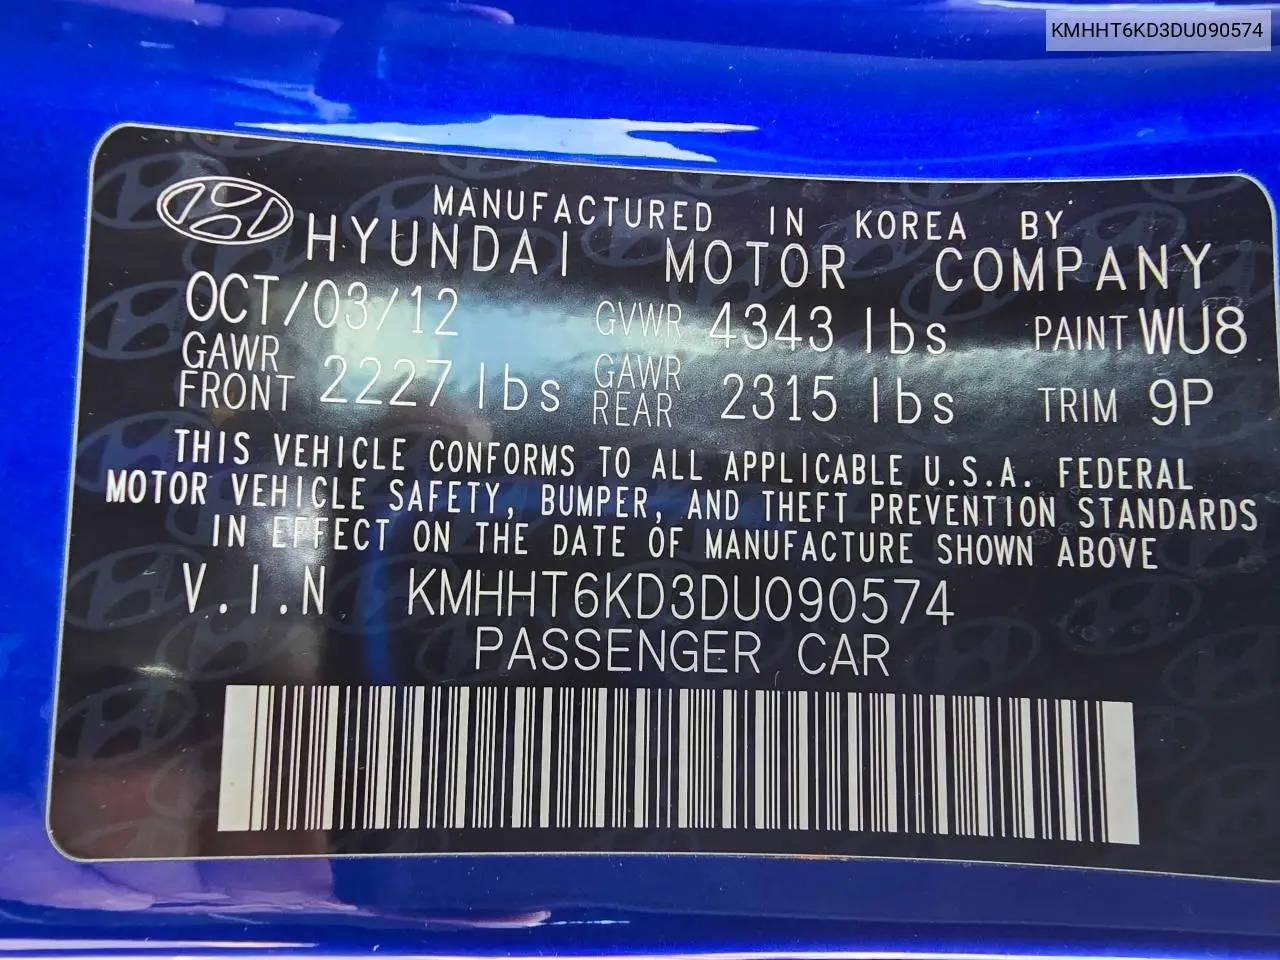 KMHHT6KD3DU090574
MANUFACTURED IN KOREA BY
HYUNDAI MOTOR COMPANY
OCT/03/12 GVWR 4343 lbs PAINT WU8
GAWR FRONT 2227 lbs GAWR REAR 2315 lbs TRIM 9P
THIS VEHICLE CONFORMS TO ALL APPLICABLE U.S.A. FEDERAL
MOTOR VEHICLE SAFETY, BUMPER, AND THEFT PREVENTION STANDARDS
IN EFFECT ON THE DATE OF MANUFACTURE SHOWN ABOVE
V.I.N KMHHT6KD3DU090574
PASSENGER CAR